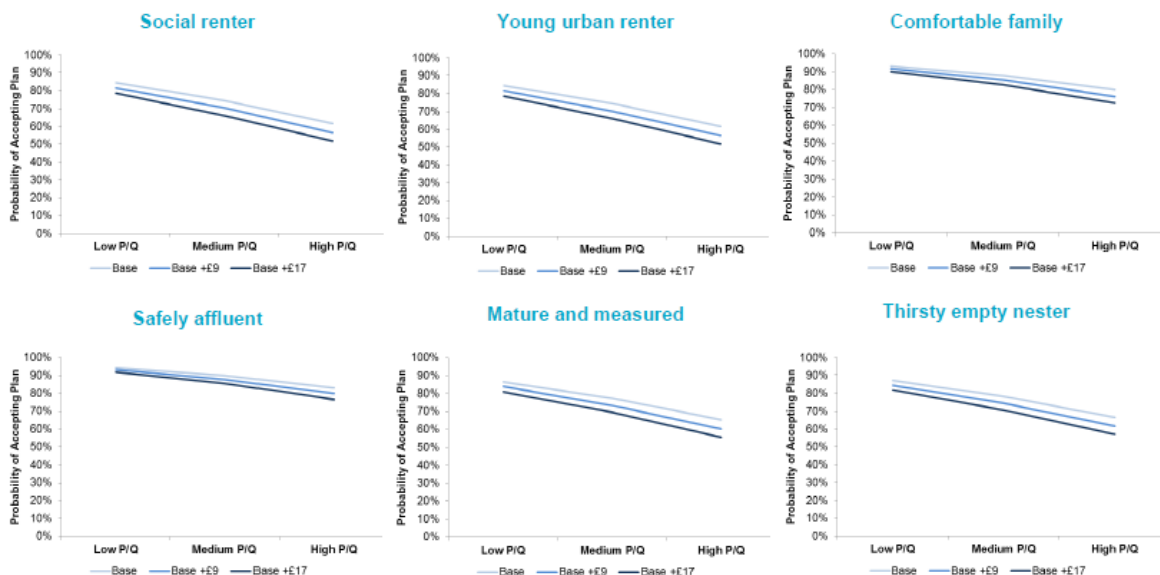 Social renter
Probability of Accepting Plan
100%
90%
80%
70%
60%
50%
40%
30%
20%
10%
0%
Low P/Q Medium P/Q High P/Q
Base Base +£9 Base +£17
Young urban renter
Probability of Accepting Plan
100%
90%
80%
70%
60%
50%
40%
30%
20%
10%
0%
Low P/Q Medium P/Q High P/Q
Base Base +£9 Base +£17
Comfortable family
Probability of Accepting Plan
100%
90%
80%
70%
60%
50%
40%
30%
20%
10%
0%
Low P/Q Medium P/Q High P/Q
Base Base +£9 Base +£17
Safely affluent
Probability of Accepting Plan
100%
90%
80%
70%
60%
50%
40%
30%
20%
10%
0%
Low P/Q Medium P/Q High P/Q
Base Base +£9 Base +£17
Mature and measured
Probability of Accepting Plan
100%
90%
80%
70%
60%
50%
40%
30%
20%
10%
0%
Low P/Q Medium P/Q High P/Q
Base Base +£9 Base +£17
Thirsty empty nester
Probability of Accepting Plan
100%
90%
80%
70%
60%
50%
40%
30%
20%
10%
0%
Low P/Q Medium P/Q High P/Q
Base Base +£9 Base +£17